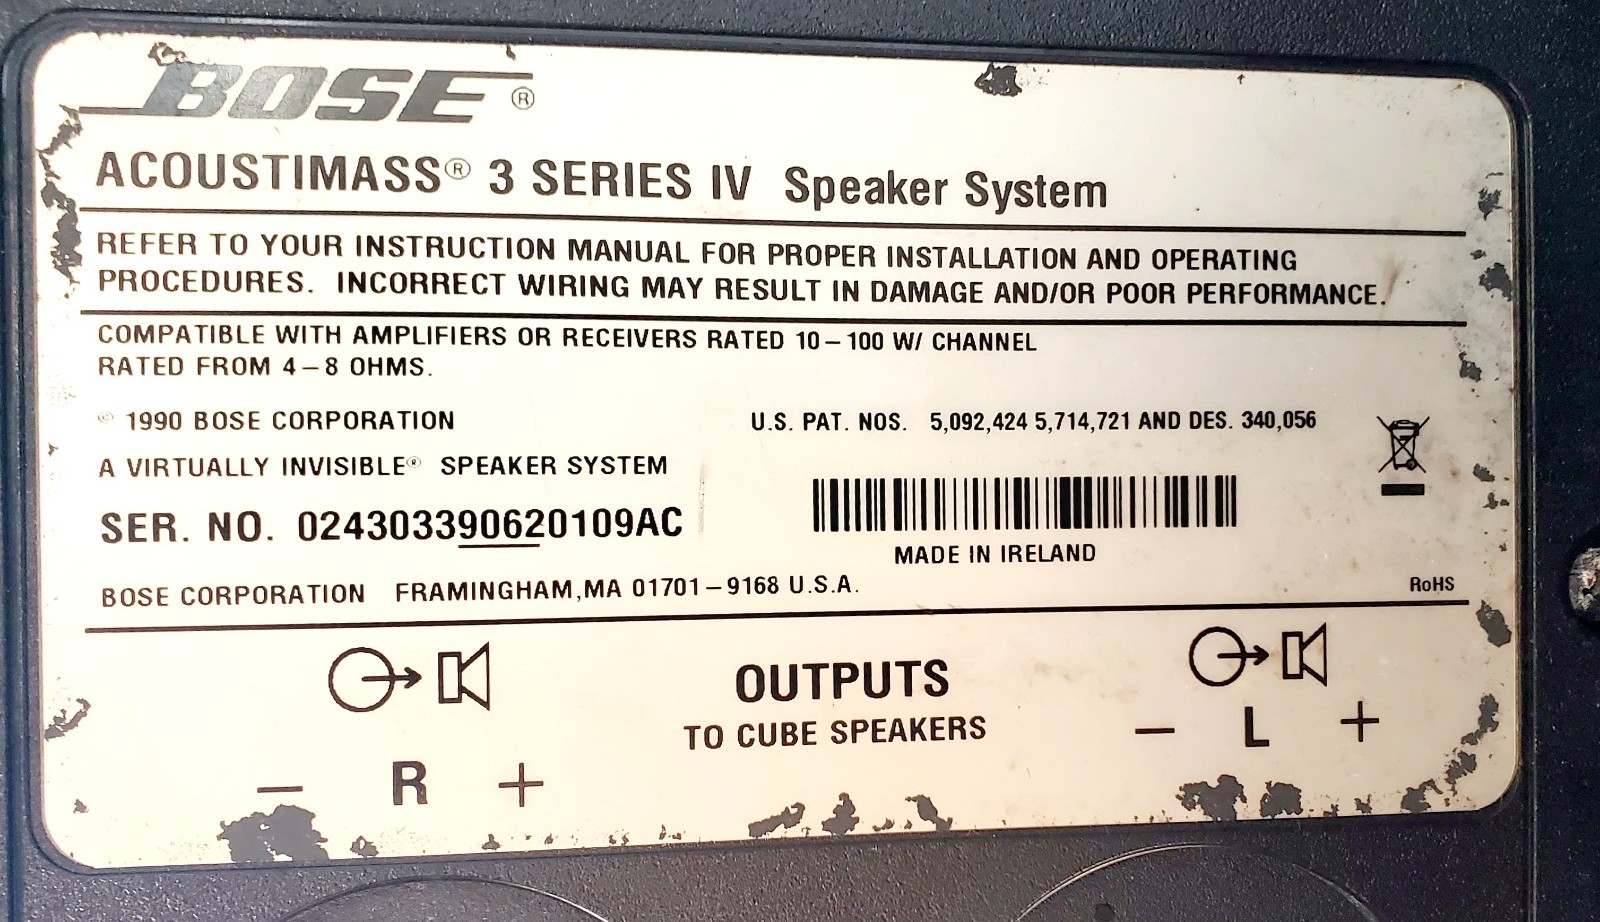 BOSE®
ACOUSTIMASS® 3 SERIES IV Speaker System
REFER TO YOUR INSTRUCTION MANUAL FOR PROPER INSTALLATION AND OPERATING
PROCEDURES. INCORRECT WIRING MAY RESULT IN DAMAGE AND/OR POOR PERFORMANCE.
COMPATIBLE WITH AMPLIFIERS OR RECEIVERS RATED 10–100 W/ CHANNEL
RATED FROM 4–8 OHMS.
© 1990 BOSE CORPORATION
U.S. PAT. NOS. 5,092,424 5,714,721 AND DES. 340,056
A VIRTUALLY INVISIBLE® SPEAKER SYSTEM
SER. NO. 024303390620109AC
MADE IN IRELAND
BOSE CORPORATION FRAMINGHAM,MA 01701–9168 U.S.A.
RoHS
OUTPUTS
TO CUBE SPEAKERS
– R +
– L +